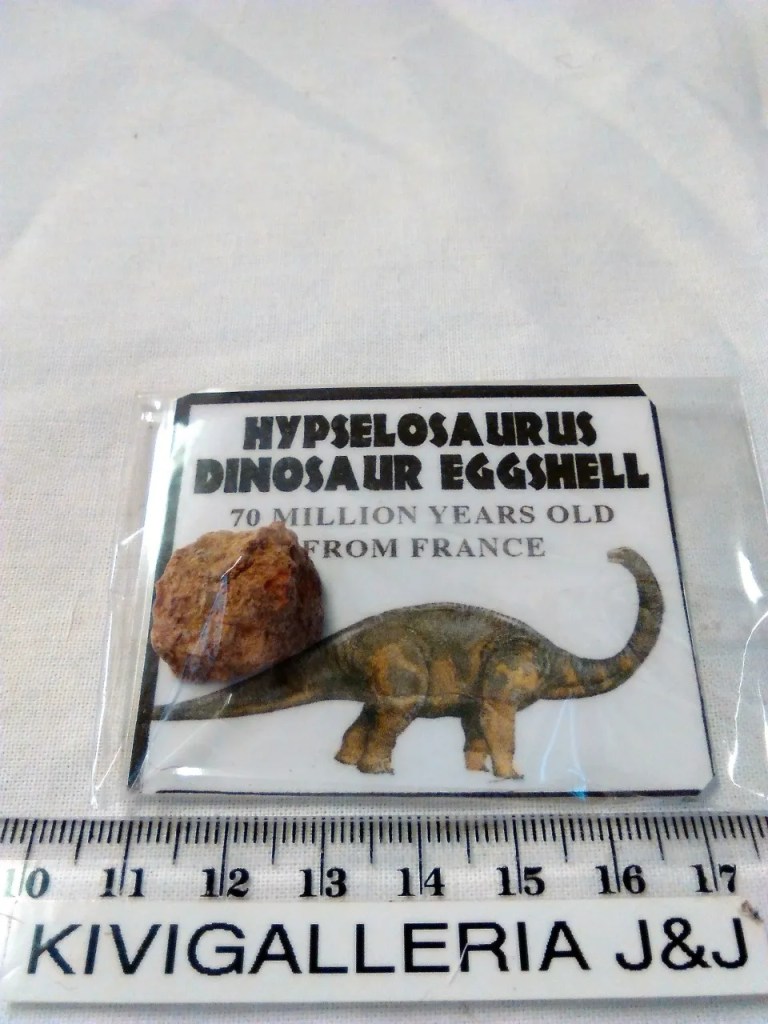 HYPSELOSAURUS
DINOSAUR EGGSHELL
70 MILLION YEARS OLD
FROM FRANCE
10 11 12 13 14 15 16 17
KIVIGALLERIA J&J